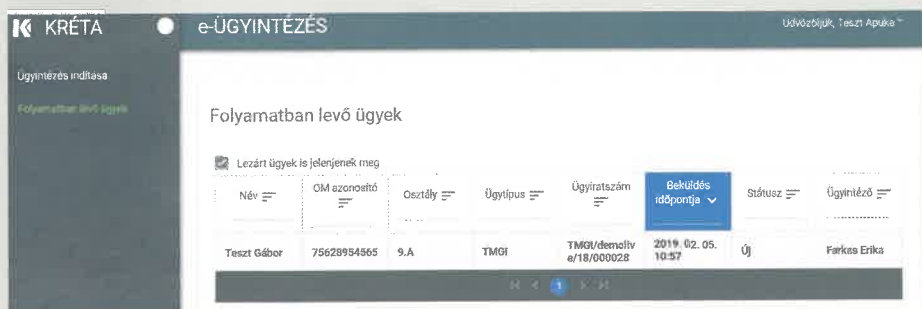 KRÉTA
e-ÜGYINTÉZÉS
Üdvözöljük, Teszt Apuka
Ügyintézés indítása
Folyamatban levő ügyek
Folyamatban levő ügyek
Lezárt ügyek is jelenjenek meg
Név
OM azonosító
Osztály
Ügytípus
Ügyiratszám
Beküldés
időpontja
Státusz
Ügyintéző
Teszt Gábor
75628954565
9.A
TMGI
TMGI/demoliv
e/18/000028
2019. 02. 05.
10:57
Új
Farkas Erika
1